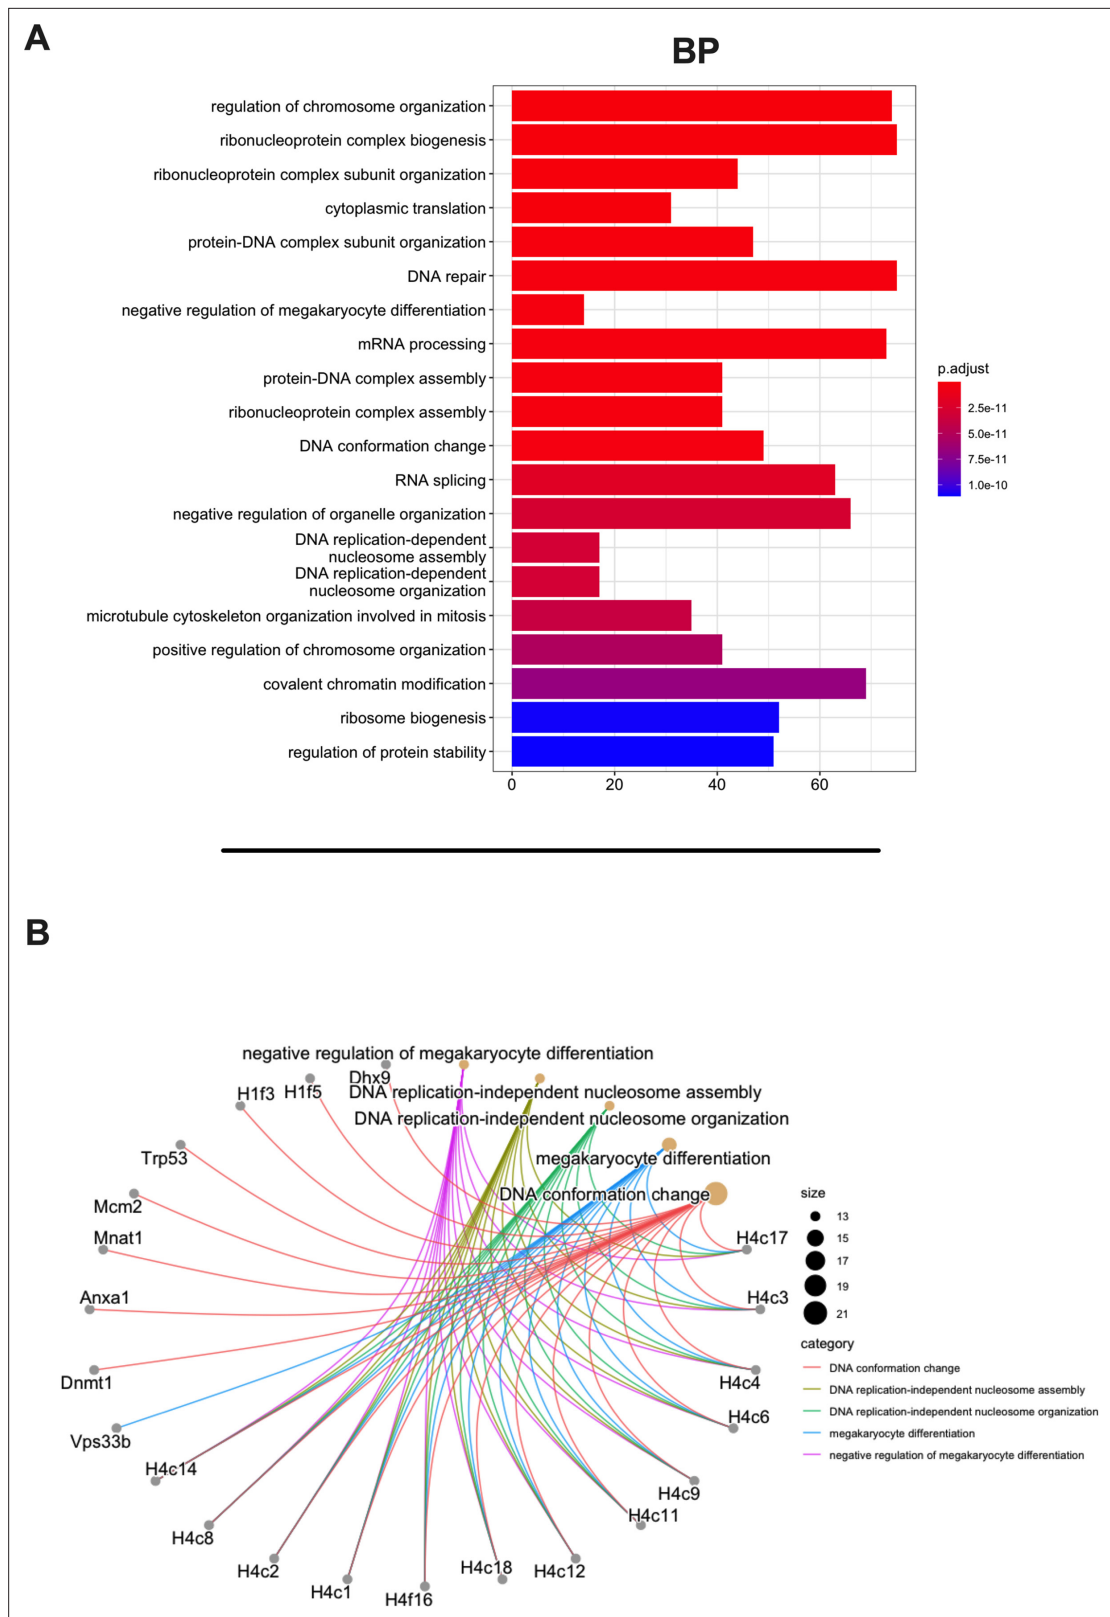 A
BP
regulation of chromosome organization
ribonucleoprotein complex biogenesis
ribonucleoprotein complex subunit organization
cytoplasmic translation
protein-DNA complex subunit organization
DNA repair
negative regulation of megakaryocyte differentiation
mRNA processing
protein-DNA complex assembly
ribonucleoprotein complex assembly
DNA conformation change
RNA splicing
negative regulation of organelle organization
DNA replication-dependent
nucleosome assembly
DNA replication-dependent
nucleosome organization
microtubule cytoskeleton organization involved in mitosis
positive regulation of chromosome organization
covalent chromatin modification
ribosome biogenesis
regulation of protein stability
0 20 40 60
p.adjust
2.5e-11
5.0e-11
7.5e-11
1.0e-10
B
negative regulation of megakaryocyte differentiation
Dhx9
H1f5
H1f3
DNA replication-independent nucleosome assembly
DNA replication-independent nucleosome organization
Trp53
megakaryocyte differentiation
DNA conformation change
Mcm2
Mnat1
Anxa1
Dnmt1
Vps33b
H4c14
H4c8
H4c2
H4c1
H4f16
H4c18
H4c12
H4c11
H4c9
H4c6
H4c4
H4c3
H4c17
size
13
15
17
19
21
category
DNA conformation change
DNA replication-independent nucleosome assembly
DNA replication-independent nucleosome organization
megakaryocyte differentiation
negative regulation of megakaryocyte differentiation